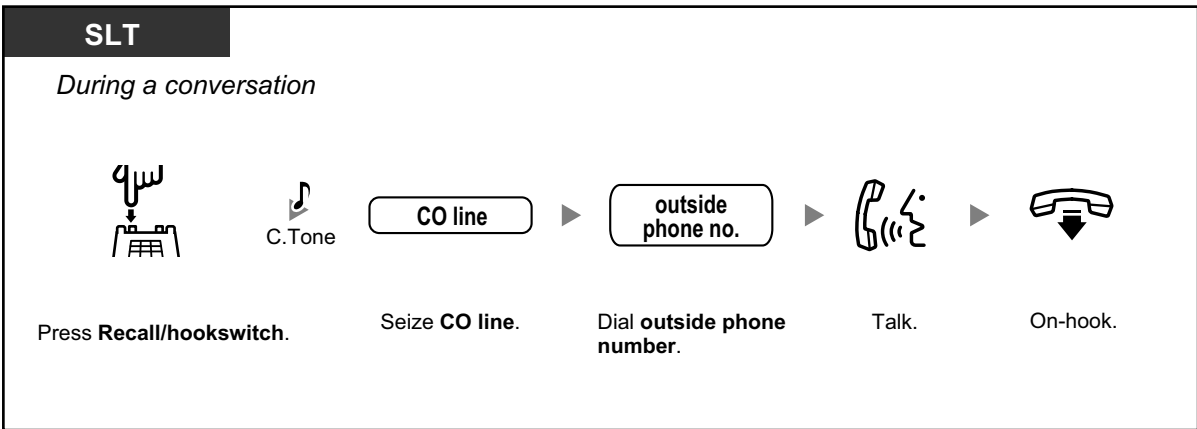 SLT
During a conversation
C.Tone
CO line
outside
phone no.
Press Recall/hookswitch.
Seize CO line.
Dial outside phone
number.
Talk.
On-hook.